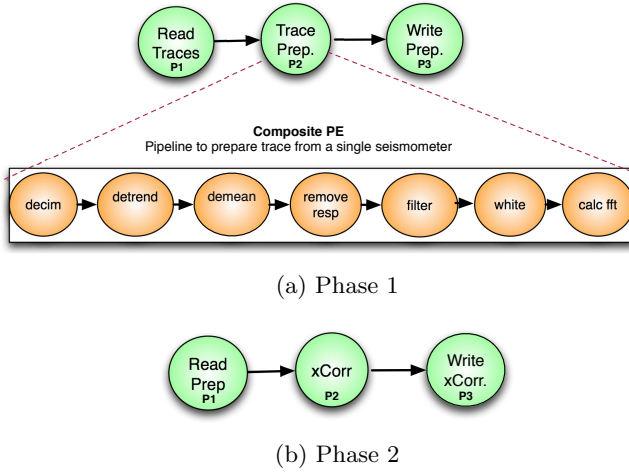 Read
Traces
P1
Trace
Prep.
P2
Write
Prep.
P3
Composite PE
Pipeline to prepare trace from a single seismometer
decim
detrend
demean
remove
resp
filter
white
calc fft
(a) Phase 1
Read
Prep
P1
xCorr
P2
Write
xCorr.
P3
(b) Phase 2